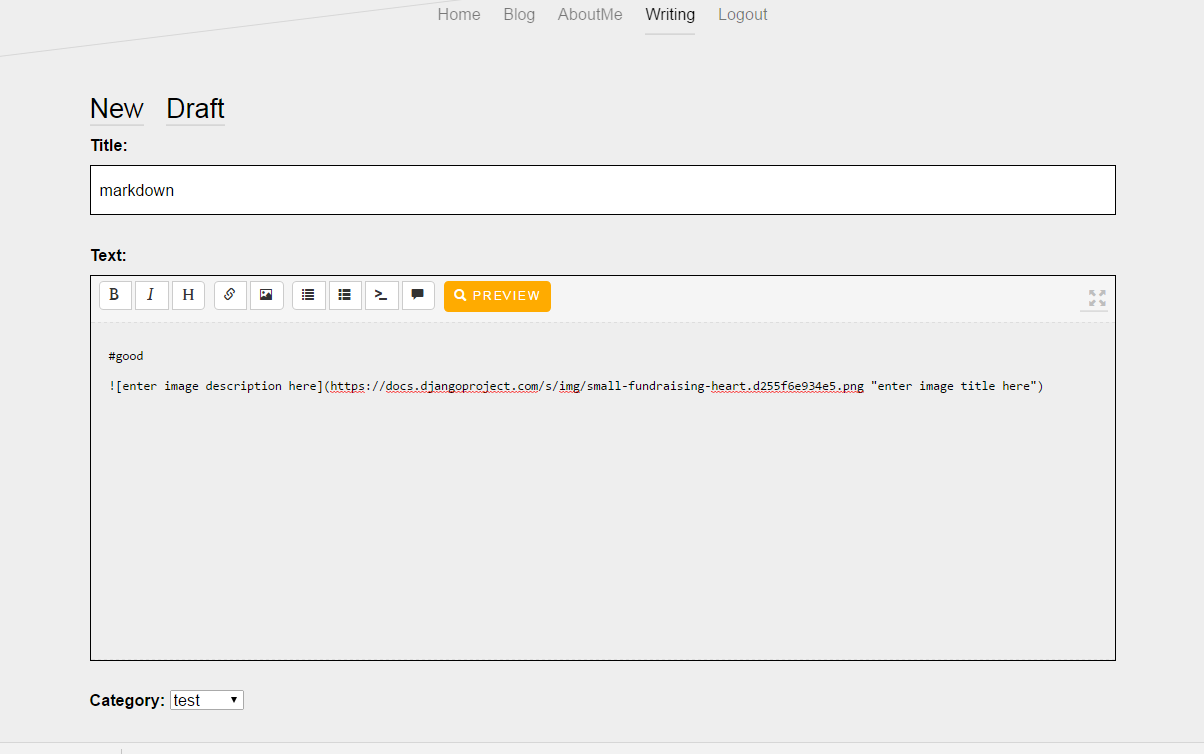 Home Blog AboutMe Writing Logout
New Draft
Title:
markdown
Text:
B I H >_ PREVIEW
#good
![enter image description here](https://docs.djangoproject.com/s/img/small-fundraising-heart.d255f6e934e5.png "enter image title here")
Category: test